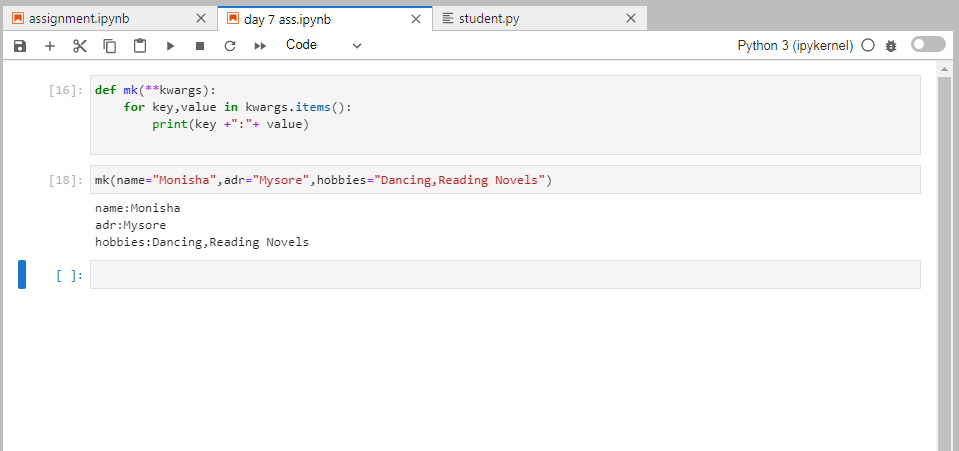 assignment.ipynb
day 7 ass.ipynb
student.py
Code
Python 3 (ipykernel)
[16]:
def mk(**kwargs):
    for key,value in kwargs.items():
        print(key +":"+ value)
[18]:
mk(name="Monisha",adr="Mysore",hobbies="Dancing,Reading Novels")
name:Monisha
adr:Mysore
hobbies:Dancing,Reading Novels
[ ]: